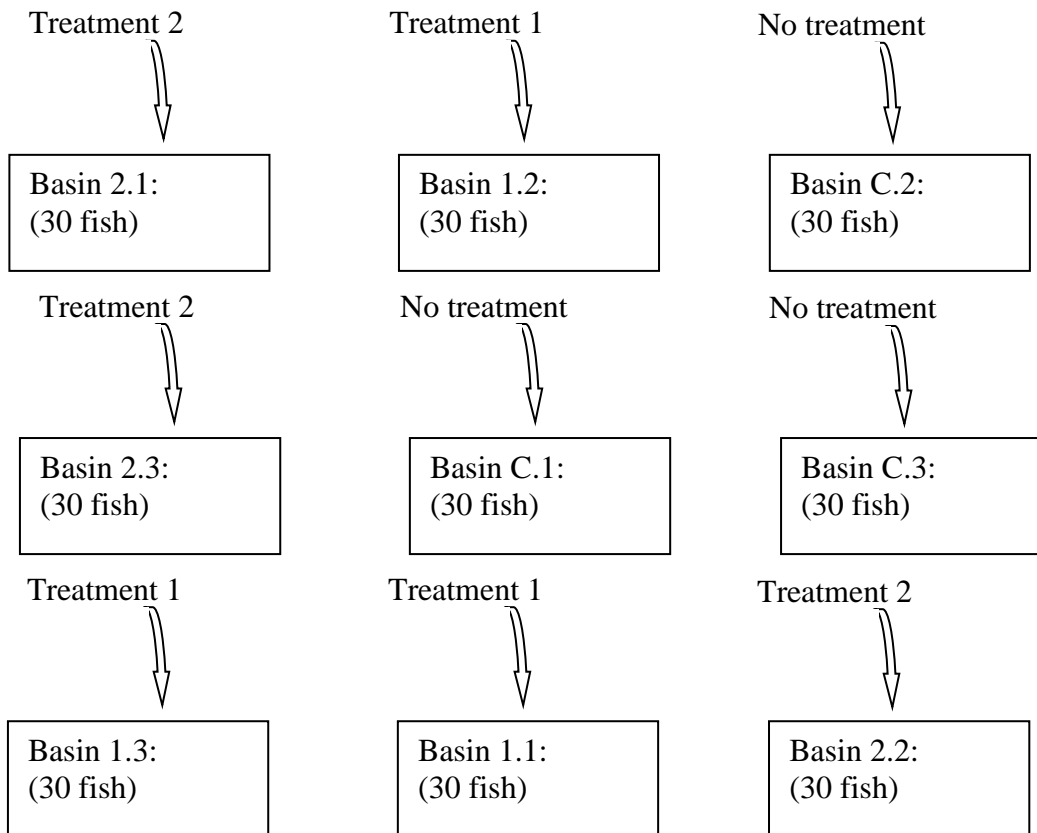 Treatment 2
Treatment 1
No treatment
Basin 2.1:
(30 fish)
Basin 1.2:
(30 fish)
Basin C.2:
(30 fish)
Treatment 2
No treatment
No treatment
Basin 2.3:
(30 fish)
Basin C.1:
(30 fish)
Basin C.3:
(30 fish)
Treatment 1
Treatment 1
Treatment 2
Basin 1.3:
(30 fish)
Basin 1.1:
(30 fish)
Basin 2.2:
(30 fish)